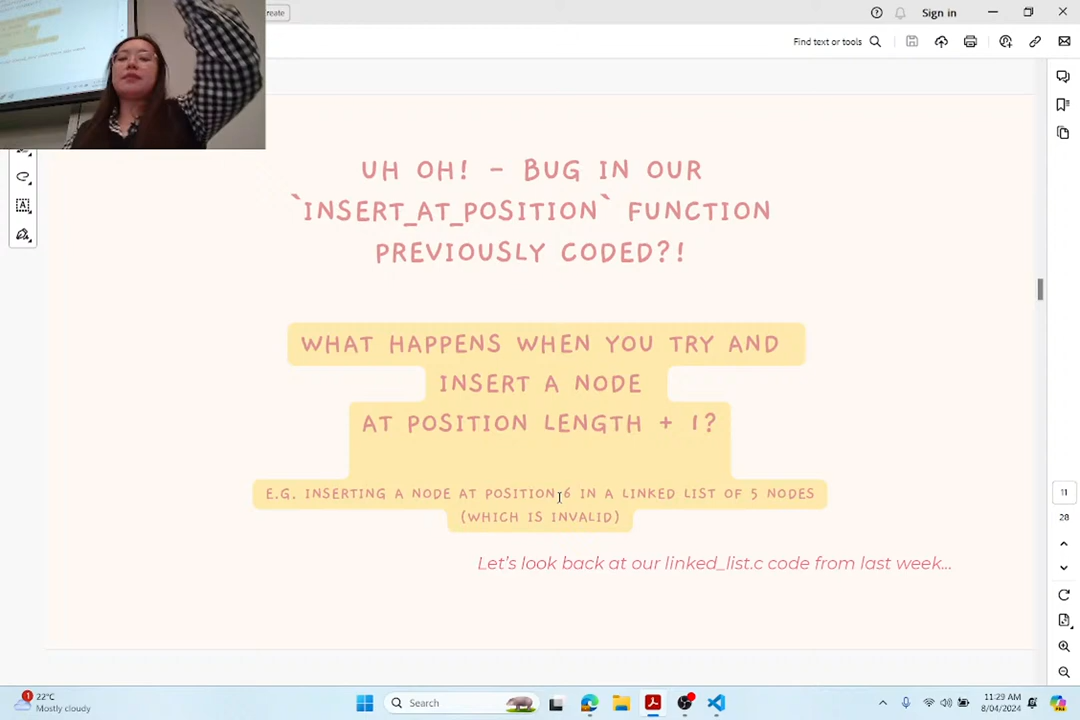 eate
Sign in
Find text or tools
UH OH! - BUG IN OUR
`INSERT_AT_POSITION` FUNCTION
PREVIOUSLY CODED?!
WHAT HAPPENS WHEN YOU TRY AND
INSERT A NODE
AT POSITION LENGTH + 1?
E.G. INSERTING A NODE AT POSITION 6 IN A LINKED LIST OF 5 NODES
(WHICH IS INVALID)
Let's look back at our linked_list.c code from last week...
11
28
1
22°C
Mostly cloudy
Search
11:29 AM
8/04/2024